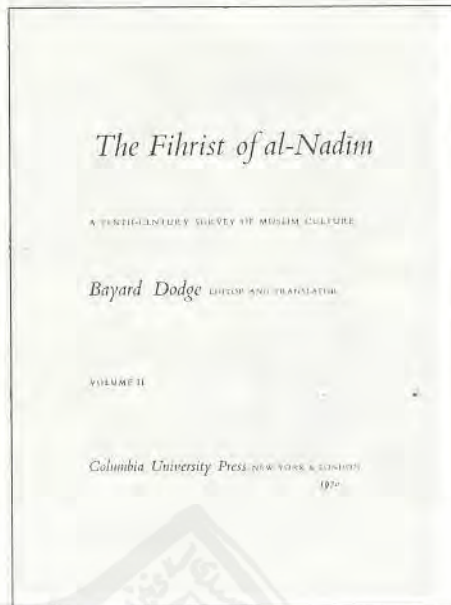 The Fihrist of al-Nadīm
A TENTH-CENTURY SURVEY OF MUSLIM CULTURE
Bayard Dodge EDITOR AND TRANSLATOR
VOLUME II
Columbia University Press NEW YORK & LONDON
1970